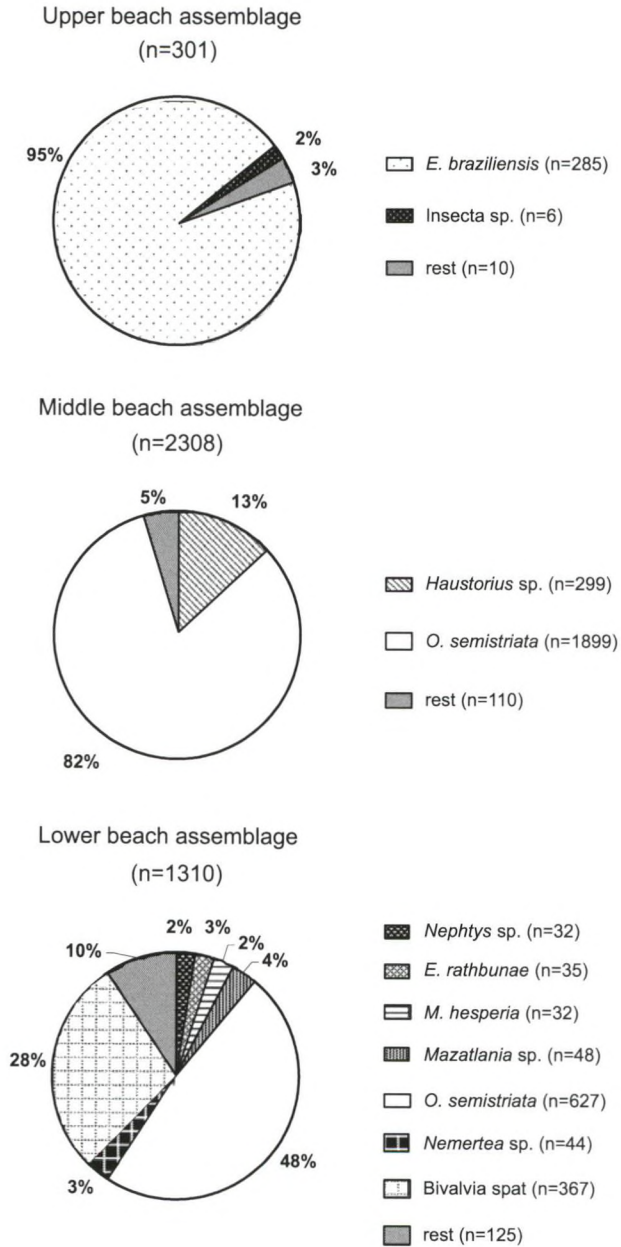 Upper beach assemblage
(n=301)
95%
2%
3%
E. braziliensis (n=285)
Insecta sp. (n=6)
rest (n=10)
Middle beach assemblage
(n=2308)
5%
13%
82%
Haustorius sp. (n=299)
O. semistriata (n=1899)
rest (n=110)
Lower beach assemblage
(n=1310)
10%
2%
3%
2%
4%
28%
48%
3%
Nephtys sp. (n=32)
E. rathbunae (n=35)
M. hesperia (n=32)
Mazatlania sp. (n=48)
O. semistriata (n=627)
Nemertea sp. (n=44)
Bivalvia spat (n=367)
rest (n=125)